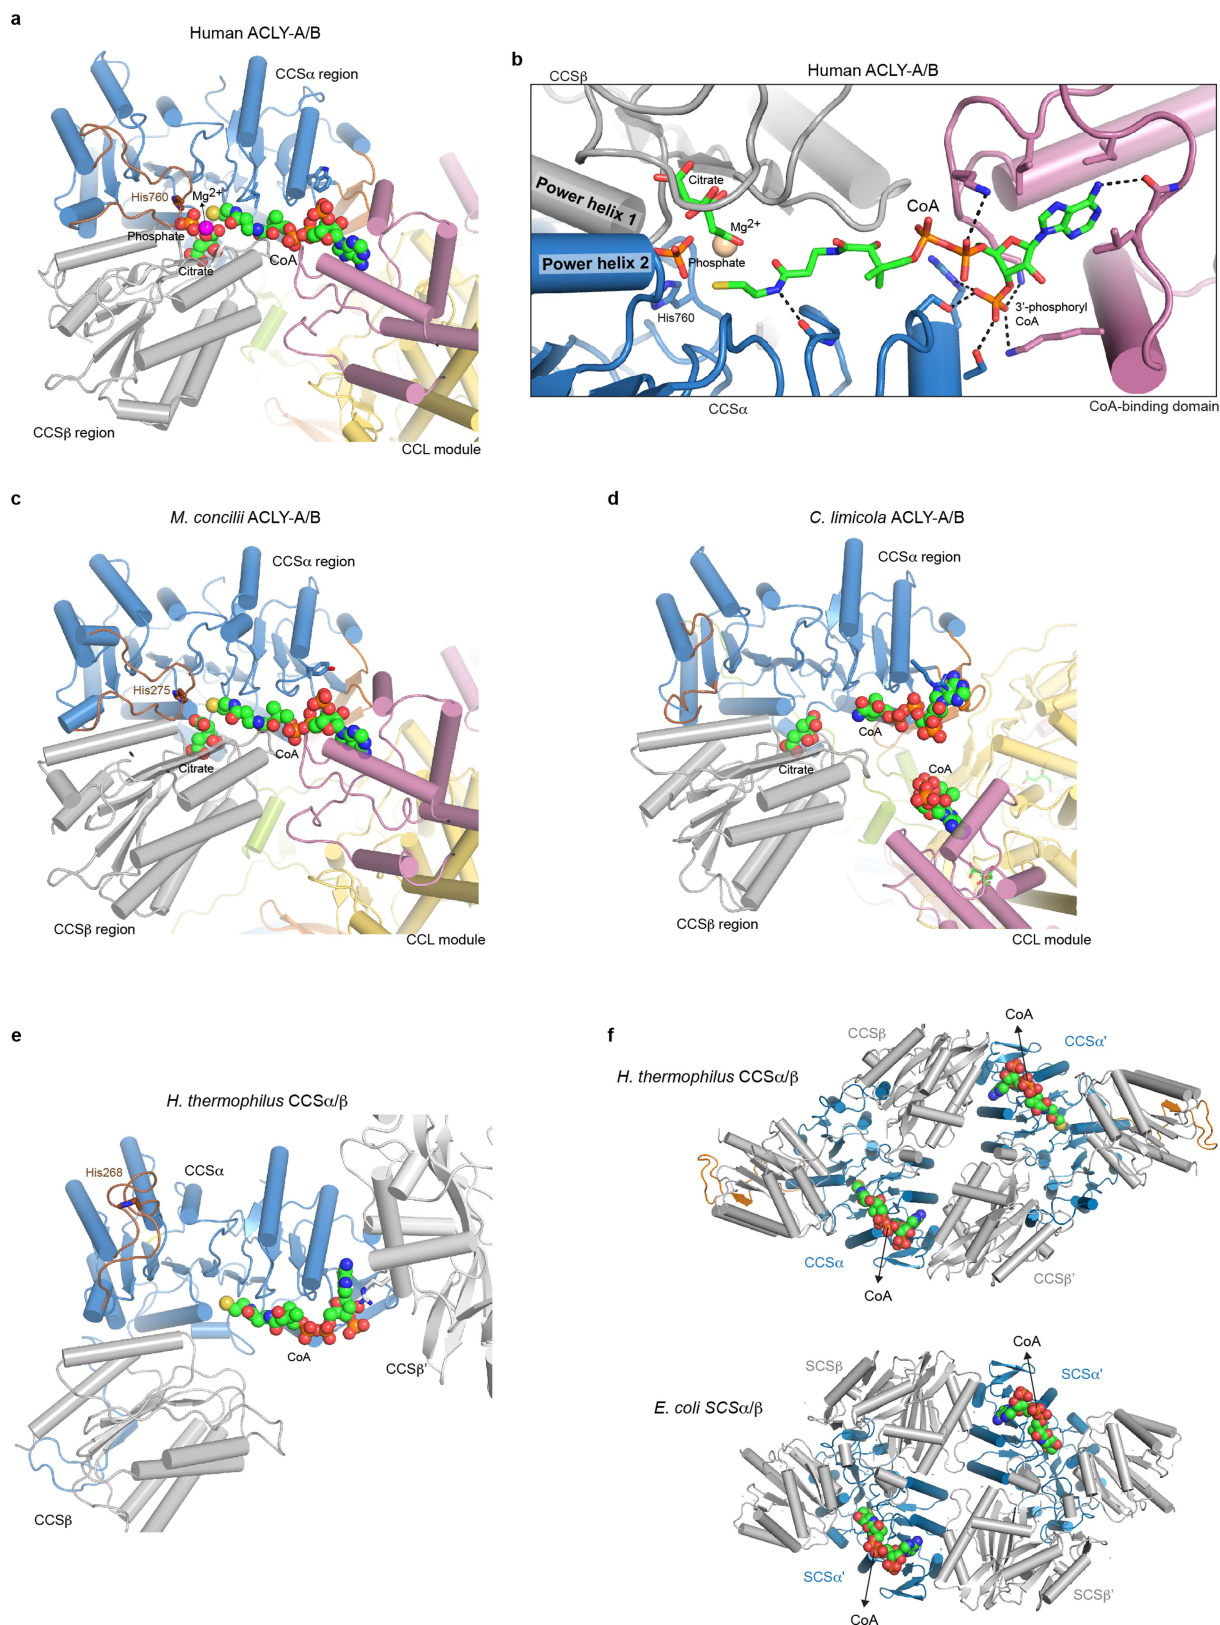 a
Human ACLY-A/B
CCSα region
His760
Mg2+
Phosphate
Citrate
CoA
CCSβ region
CCL module
b
Human ACLY-A/B
CCSβ
Citrate
Power helix 1
Mg2+
CoA
Power helix 2
Phosphate
His760
3'-phosphoryl
CoA
CCSα
CoA-binding domain
c
M. concilii ACLY-A/B
CCSα region
His275
Citrate
CoA
CCSβ region
CCL module
d
C. limicola ACLY-A/B
CCSα region
CoA
Citrate
CoA
CCSβ region
CCL module
e
H. thermophilus CCSα/β
His268
CCSα
CoA
CCSβ'
CCSβ
f
CoA
CCSβ
CCSα'
H. thermophilus CCSα/β
CCSα
CCSβ'
CoA
CoA
SCSβ
SCSα'
E. coli SCSα/β
SCSα'
SCSβ'
CoA